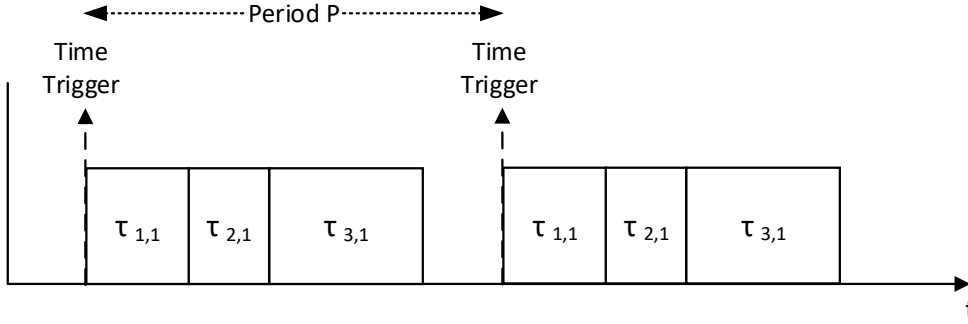 Period P
Time
Trigger
Time
Trigger
τ 1,1
τ 2,1
τ 3,1
τ 1,1
τ 2,1
τ 3,1
t